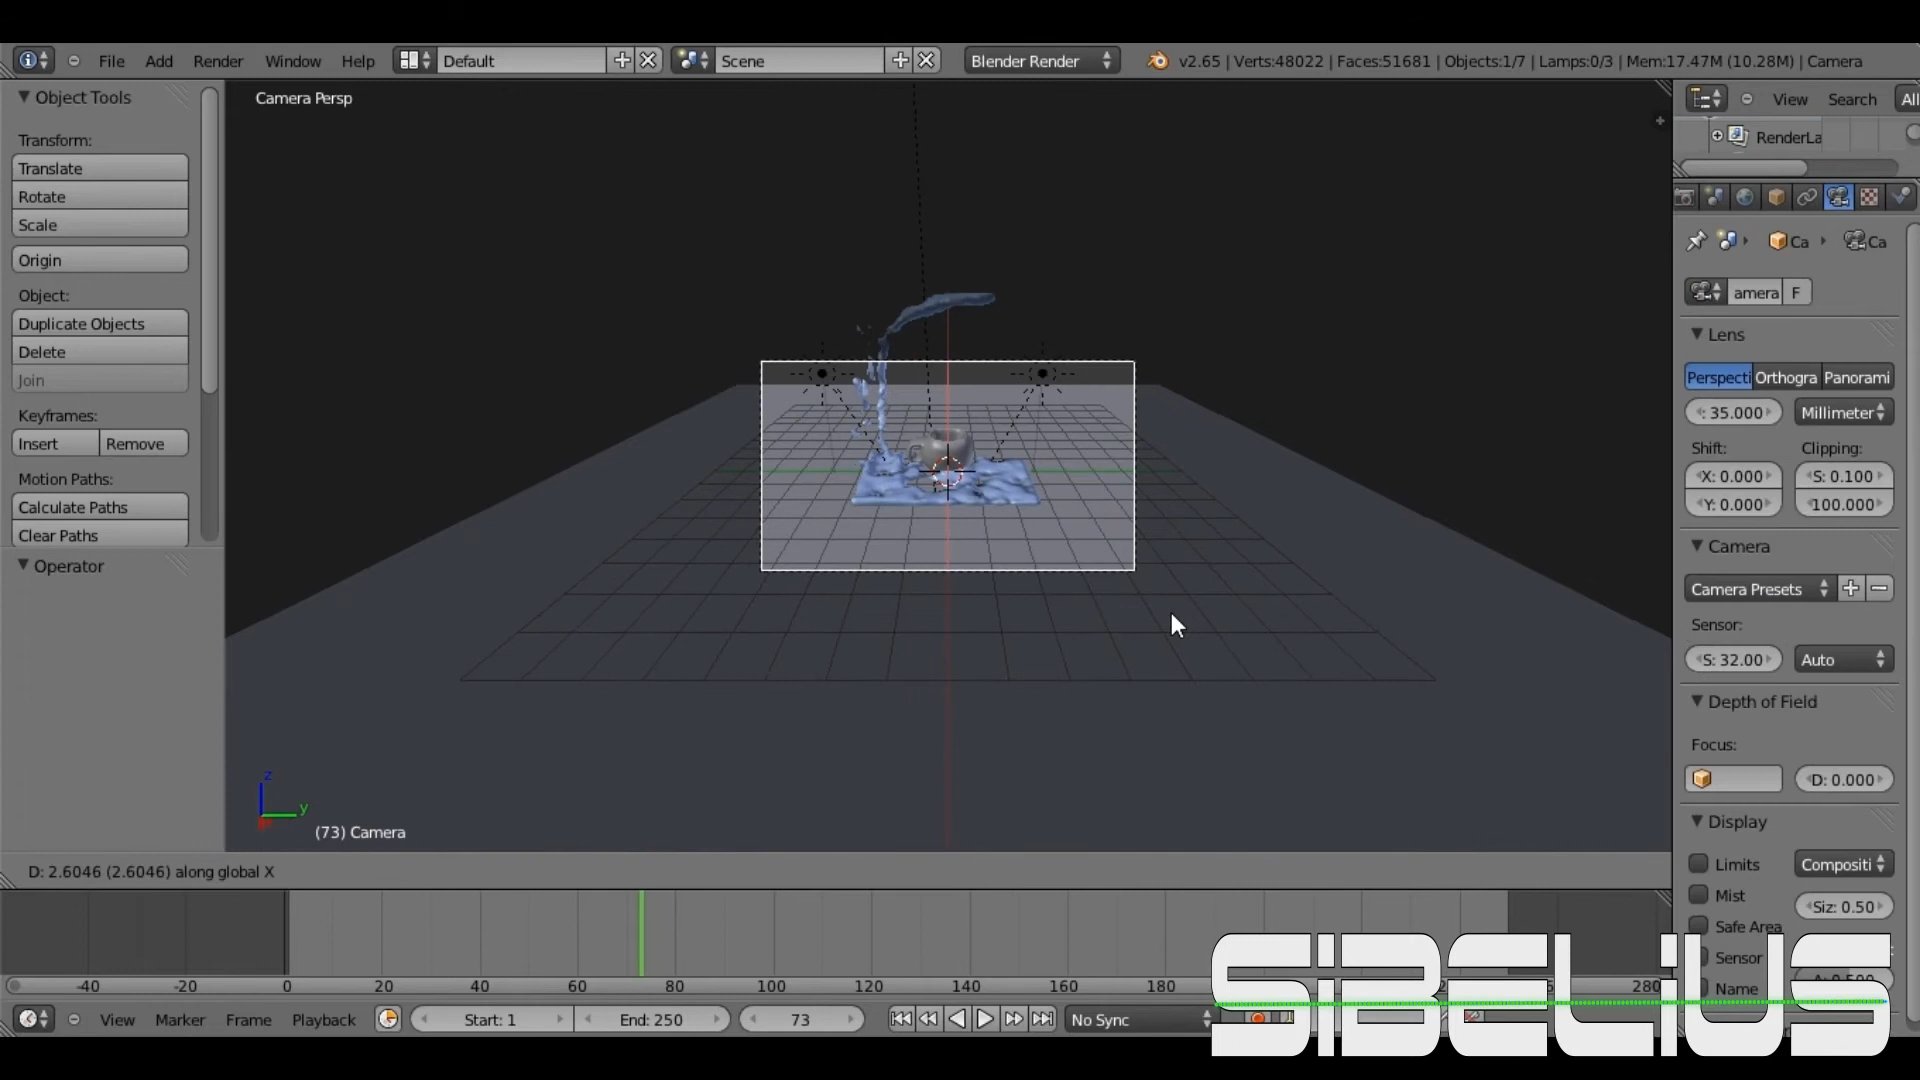 File Add Render Window Help Default Scene Blender Render v2.65 | Verts:48022 | Faces:51681 | Objects:1/7 | Lamps:0/3 | Mem:17.47M (10.28M) | Camera
Object Tools
Transform:
Translate
Rotate
Scale
Origin
Object:
Duplicate Objects
Delete
Join
Keyframes:
Insert Remove
Motion Paths:
Calculate Paths
Clear Paths
Operator
Camera Persp
z
y
(73) Camera
D: 2.6046 (2.6046) along global X
View Search All
RenderLa
Ca Ca
amera F
Lens
Perspecti Orthogra Panorami
: 35.000 Millimeter
Shift: Clipping:
X: 0.000 S: 0.100
Y: 0.000 100.000
Camera
Camera Presets
Sensor:
S: 32.00 Auto
Depth of Field
Focus:
D: 0.000
Display
Limits Compositi
Mist
Siz: 0.50
Safe Area
Sensor
Name
-40 -20 0 20 40 60 80 100 120 140 160 180 280
View Marker Frame Playback Start: 1 End: 250 73 No Sync
SiBELiUS